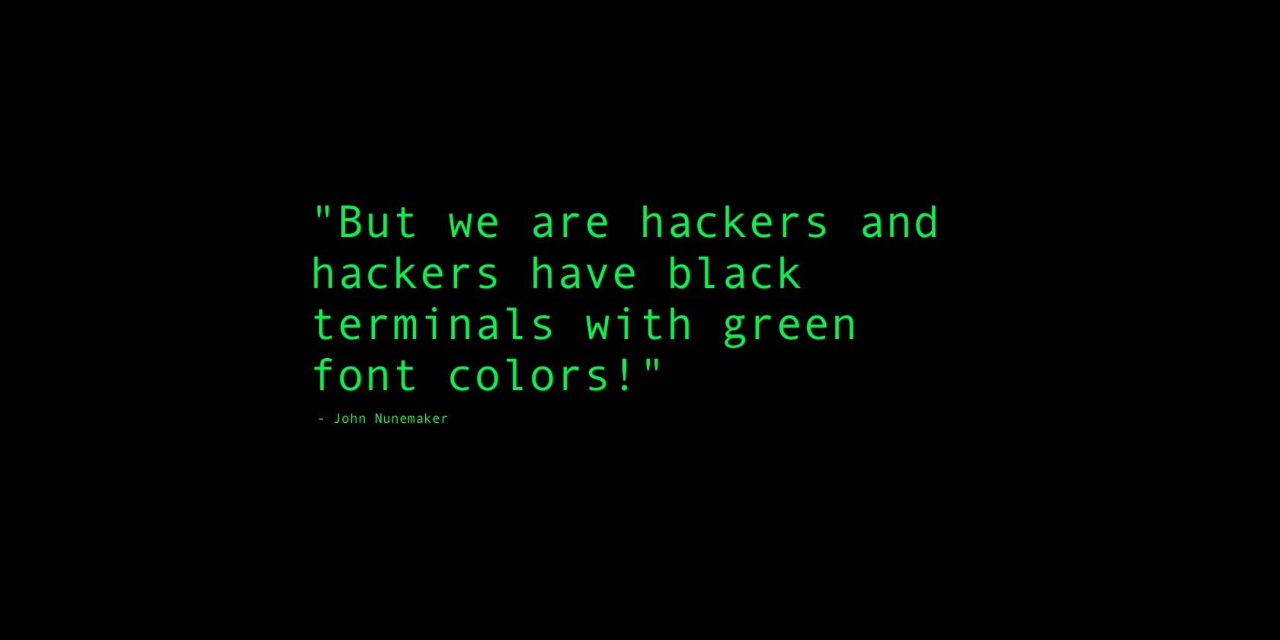 "But we are hackers and
hackers have black
terminals with green
font colors!"
- John Nunemaker